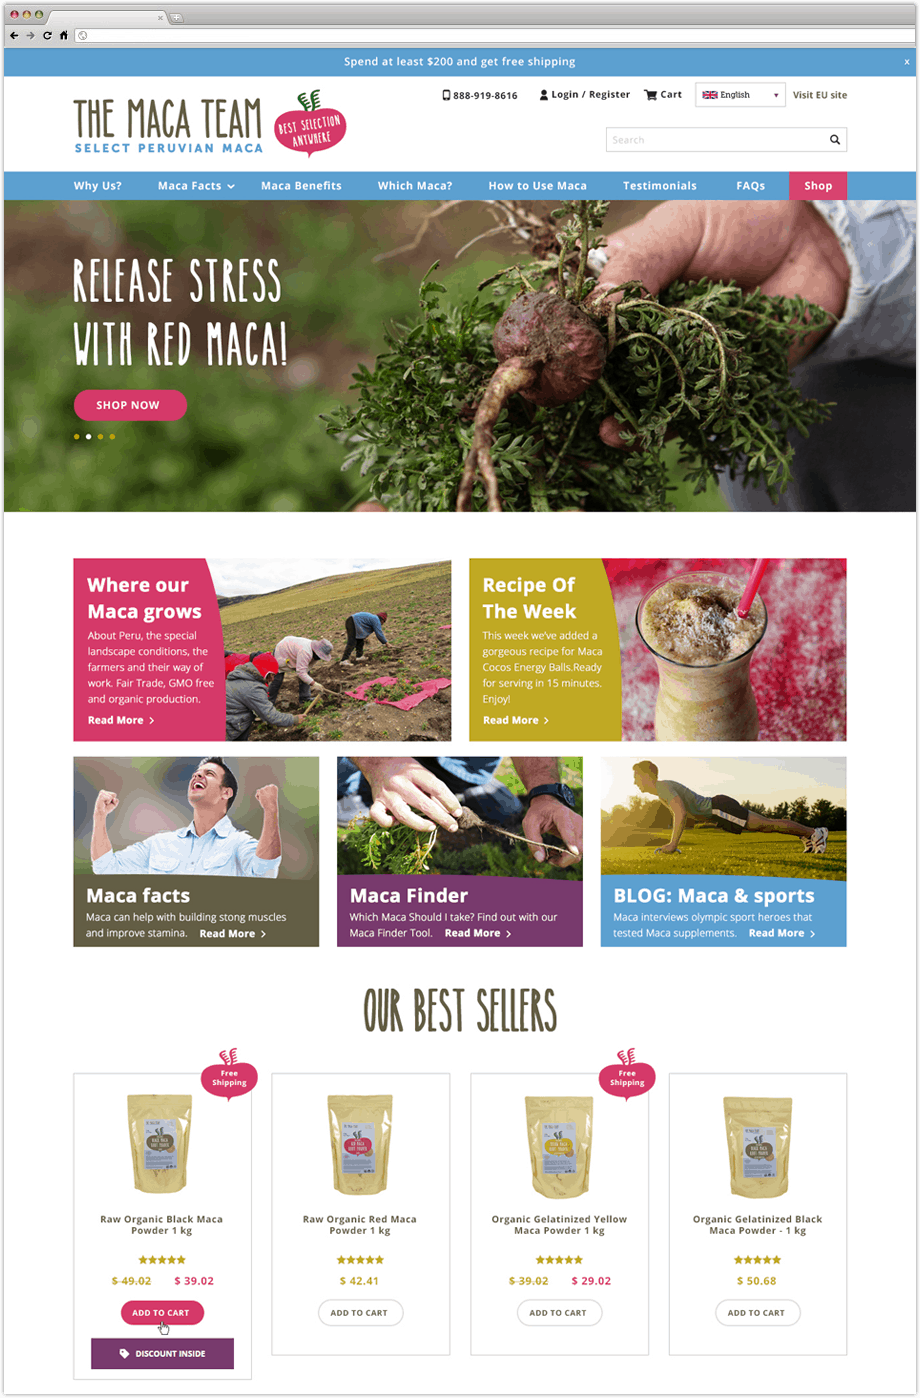 Spend at least $200 and get free shipping x
888-919-8616 Login / Register Cart English Visit EU site
THE MACA TEAM
SELECT PERUVIAN MACA
BEST SELECTION
ANYWHERE
Search
Why Us? Maca Facts Maca Benefits Which Maca? How to Use Maca Testimonials FAQs Shop
RELEASE STRESS
WITH RED MACA!
SHOP NOW
Where our
Maca grows
About Peru, the special
landscape conditions, the
farmers and their way of
work. Fair Trade, GMO free
and organic production.
Read More
Recipe Of
The Week
This week we've added a
gorgeous recipe for Maca
Cocos Energy Balls.Ready
for serving in 15 minutes.
Enjoy!
Read More
Maca facts
Maca can help with building stong muscles
and improve stamina. Read More
Maca Finder
Which Maca Should I take? Find out with our
Maca Finder Tool. Read More
BLOG: Maca & sports
Maca interviews olympic sport heroes that
tested Maca supplements. Read More
OUR BEST SELLERS
Free
Shipping
Raw Organic Black Maca
Powder 1 kg
$ 49.02 $ 39.02
ADD TO CART
DISCOUNT INSIDE
Raw Organic Red Maca
Powder 1 kg
$ 42.41
ADD TO CART
Free
Shipping
Organic Gelatinized Yellow
Maca Powder 1 kg
$ 39.02 $ 29.02
ADD TO CART
Organic Gelatinized Black
Maca Powder - 1 kg
$ 50.68
ADD TO CART